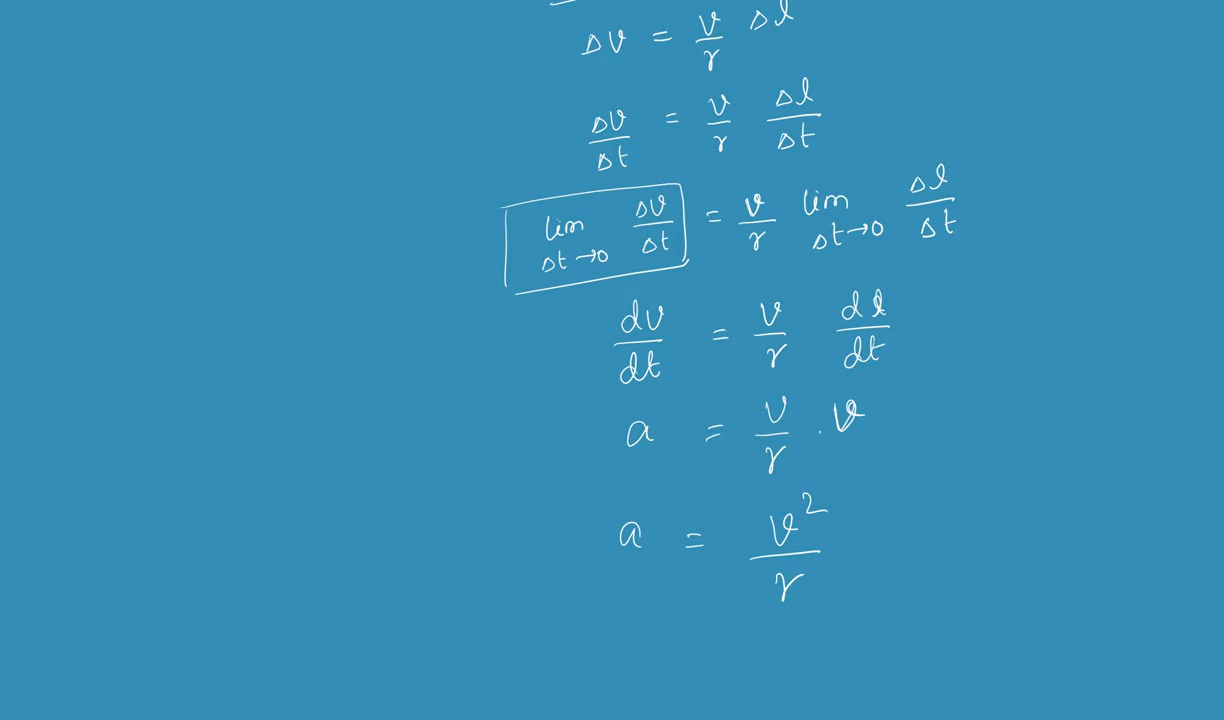 Δv = v/r Δl
Δv/Δt = v/r Δl/Δt
lim Δt→0 Δv/Δt = v/r lim Δt→0 Δl/Δt
dv/dt = v/r dl/dt
a = v/r . v
a = v²/r